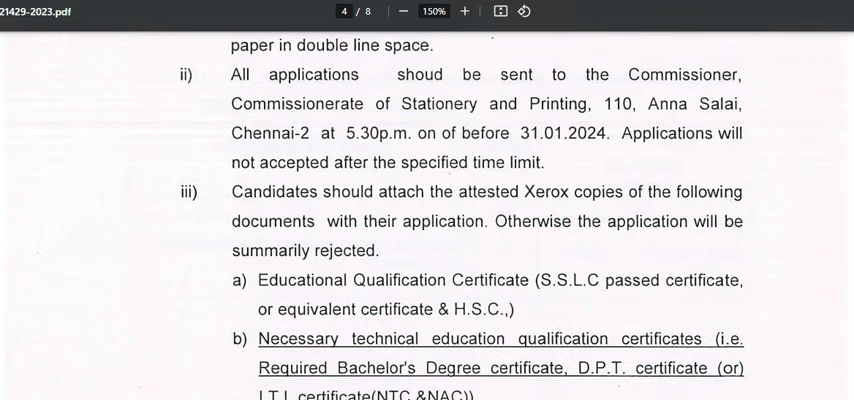 21429-2023.pdf
4 / 8
150%
paper in double line space.
ii) All applications shoud be sent to the Commissioner,
Commissionerate of Stationery and Printing, 110, Anna Salai,
Chennai-2 at 5.30p.m. on of before 31.01.2024. Applications will
not accepted after the specified time limit.
iii) Candidates should attach the attested Xerox copies of the following
documents with their application. Otherwise the application will be
summarily rejected.
a) Educational Qualification Certificate (S.S.L.C passed certificate,
or equivalent certificate & H.S.C.,)
b) Necessary technical education qualification certificates (i.e.
Required Bachelor's Degree certificate, D.P.T. certificate (or)
I.T.I. certificate(NTC &NAC))